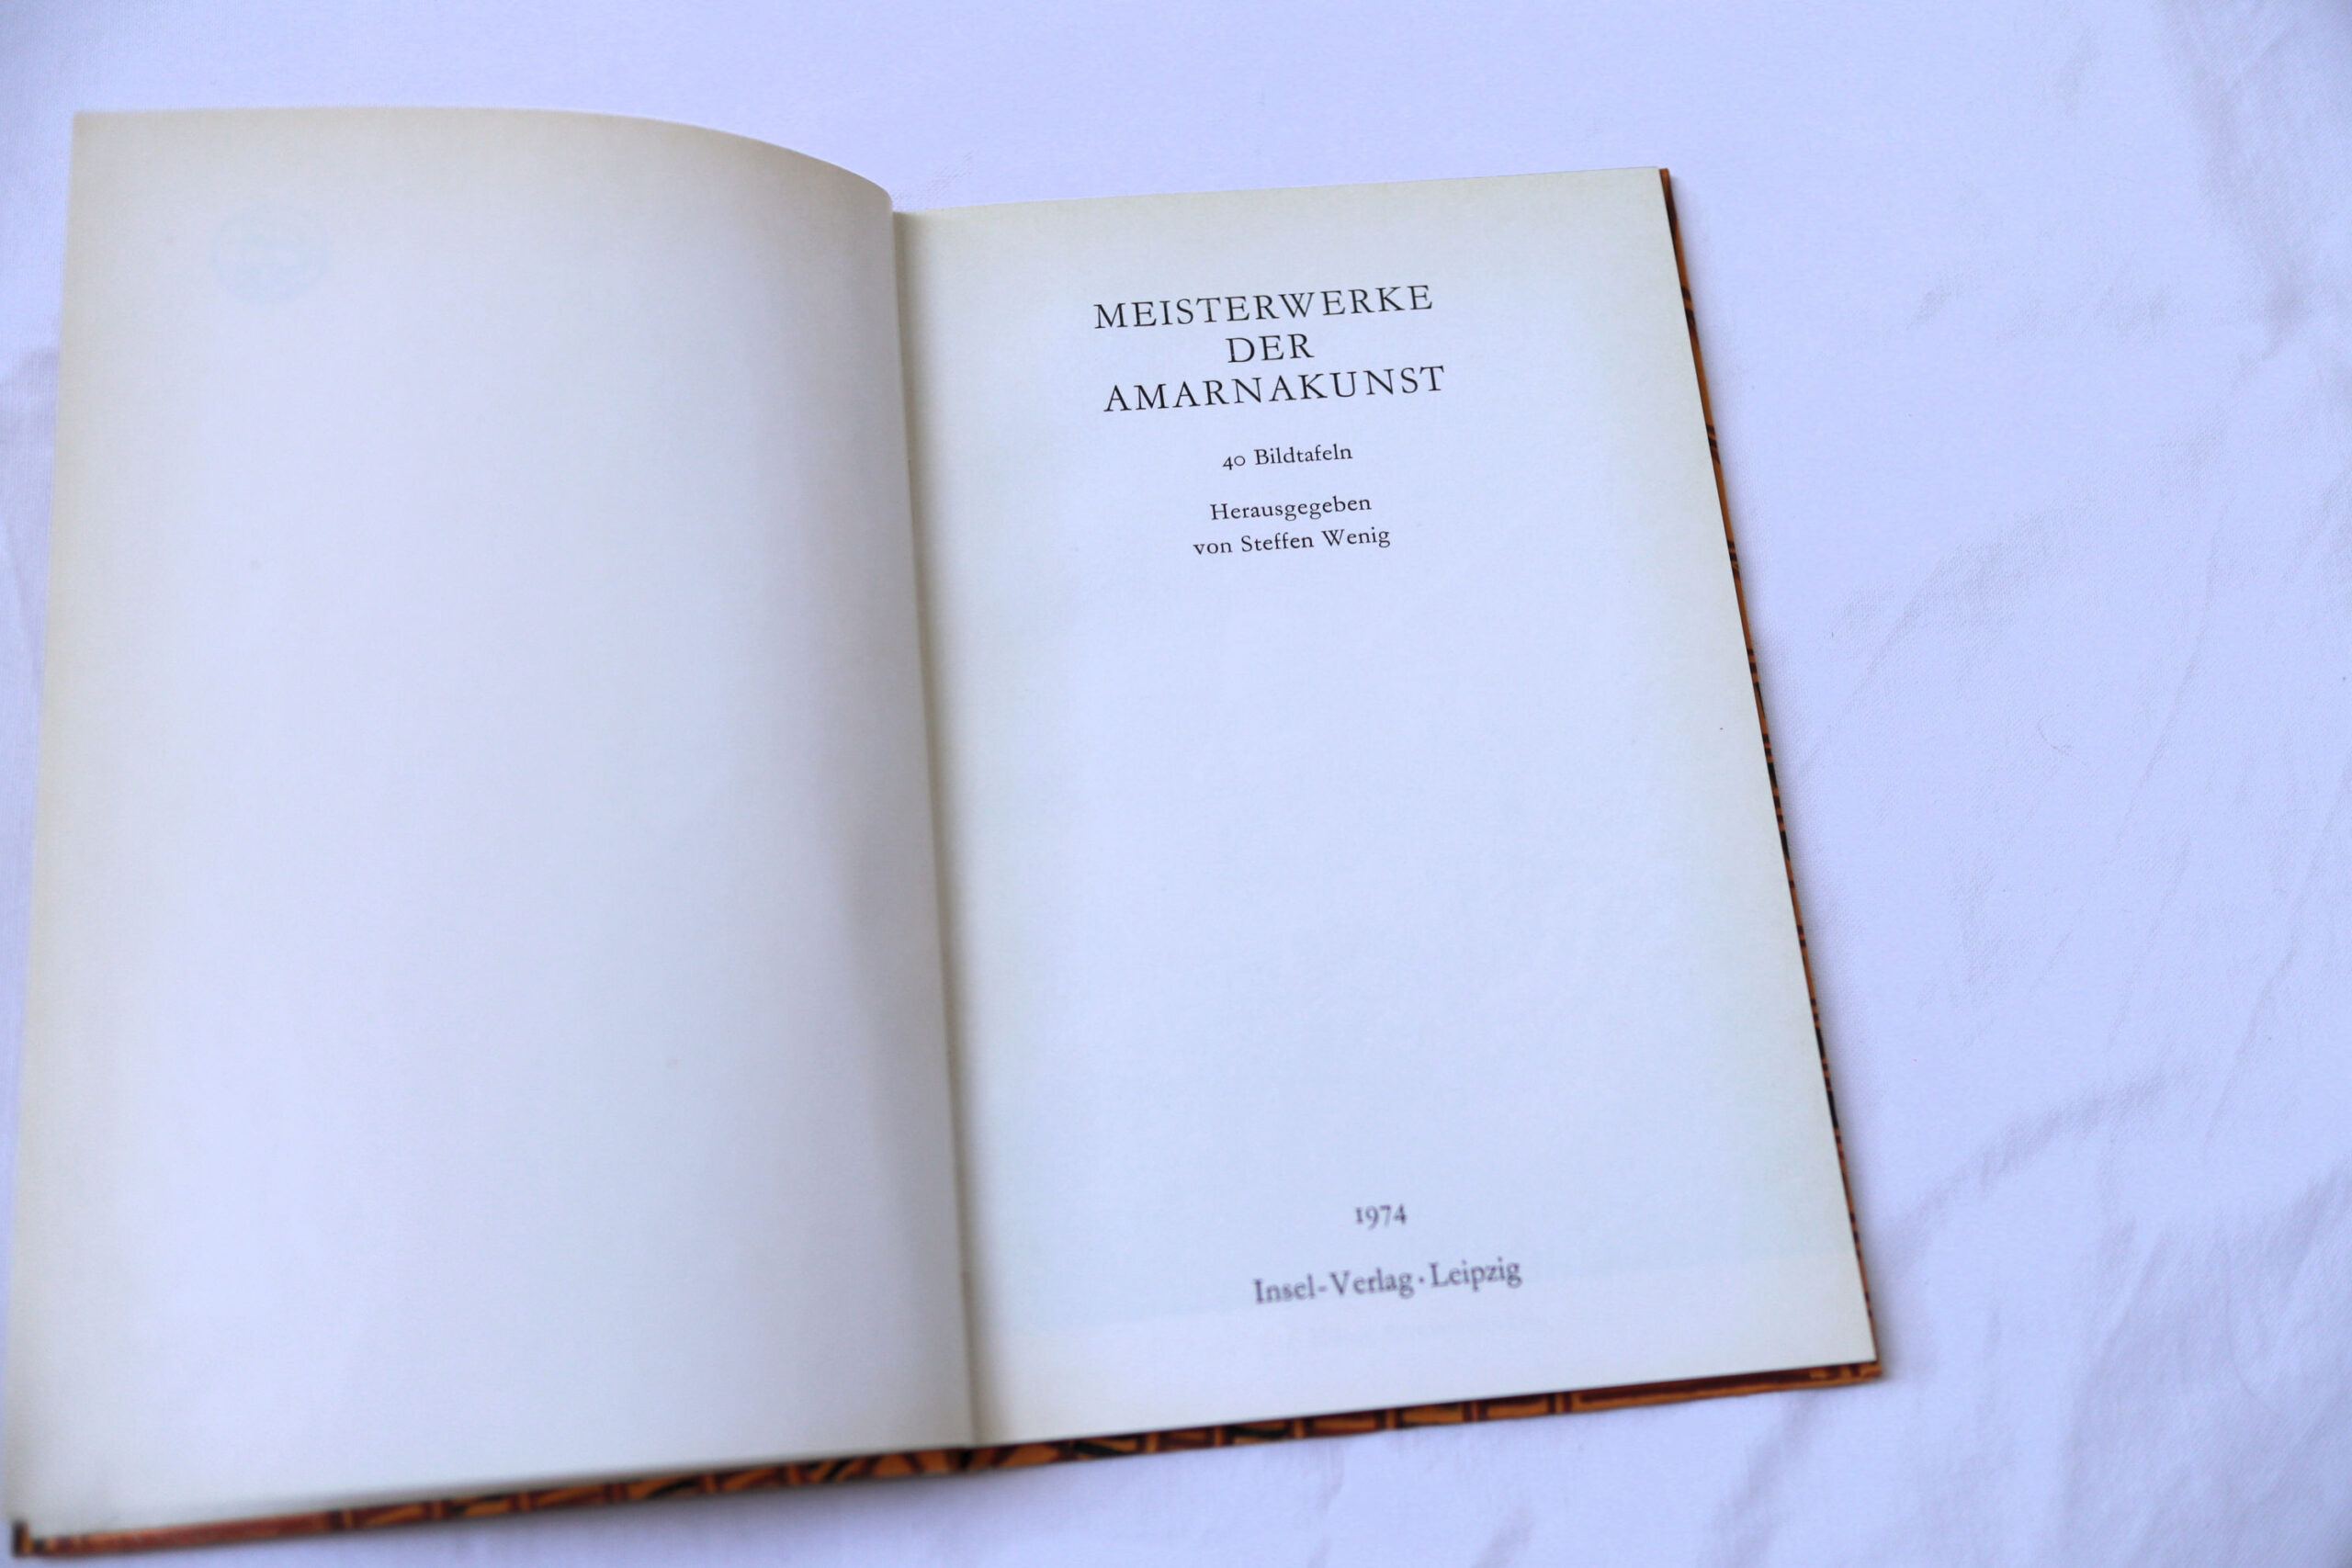 MEISTERWERKE
DER
AMARNAKUNST
40 Bildtafeln
Herausgegeben
von Steffen Wenig
1974
Insel-Verlag · Leipzig